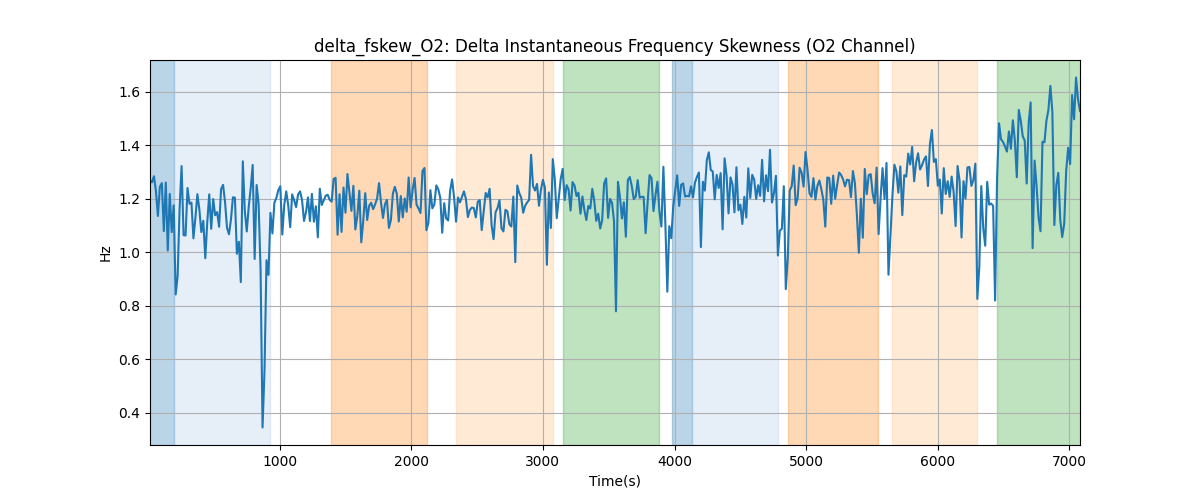 delta_fskew_O2: Delta Instantaneous Frequency Skewness (O2 Channel)
1.6
1.4
1.2
1.0
0.8
0.6
0.4
Hz
1000 2000 3000 4000 5000 6000 7000
Time(s)